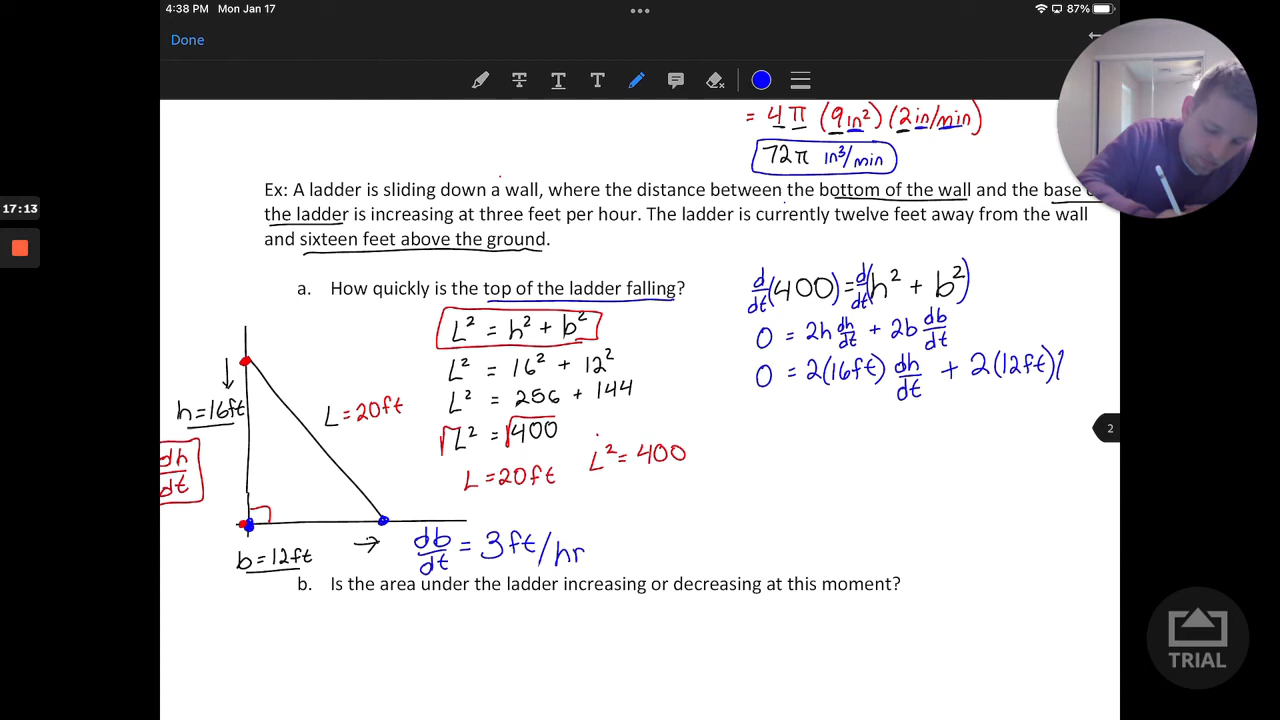 4:38 PM Mon Jan 17
87%
Done
17:13
= 4π (9in²)(2in/min)
72π in³/min
Ex: A ladder is sliding down a wall, where the distance between the bottom of the wall and the base
the ladder is increasing at three feet per hour. The ladder is currently twelve feet away from the wall
and sixteen feet above the ground.
a. How quickly is the top of the ladder falling?
L² = h² + b²
L² = 16² + 12²
L² = 256 + 144
√L² = √400
L = 20ft
L² = 400
h = 16ft
L = 20ft
dh/dt
b = 12ft
db/dt = 3ft/hr
d/dt(400) = d/dt(h² + b²)
0 = 2h dh/dt + 2b db/dt
0 = 2(16ft) dh/dt + 2(12ft)(
b. Is the area under the ladder increasing or decreasing at this moment?
2
TRIAL